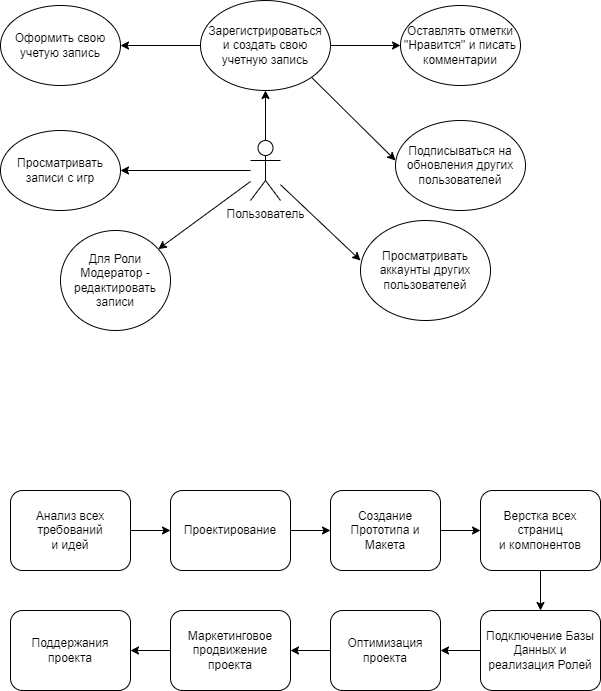 Оформить свою
учетую запись
Зарегистрироваться
и создать свою
учетную запись
Оставлять отметки
"Нравится" и писать
комментарии
Просматривать
записи с игр
Подписываться на
обновления других
пользователей
Пользователь
Для Роли
Модератор -
редактировать
записи
Просматривать
аккаунты других
пользователей
Анализ всех
требований
и идей
Проектирование
Создание
Прототипа и
Макета
Верстка всех
страниц
и компонентов
Поддержания
проекта
Маркетинговое
продвижение
проекта
Оптимизация
проекта
Подключение Базы
Данных и
реализация Ролей